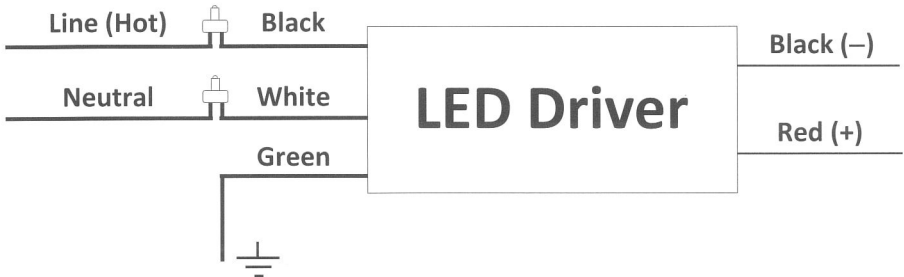 Line (Hot)
Black
Black (–)
Neutral
White
LED Driver
Red (+)
Green